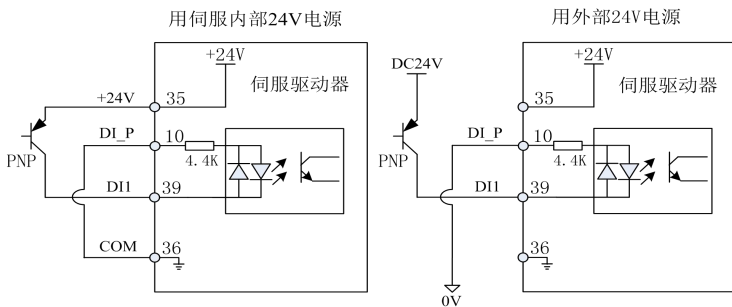 用伺服内部24V电源
+24V
伺服驱动器
+24V
35
DI_P
10
4.4K
PNP
DI1
39
COM
36
用外部24V电源
+24V
DC24V
伺服驱动器
35
DI_P
10
4.4K
PNP
DI1
39
36
0V